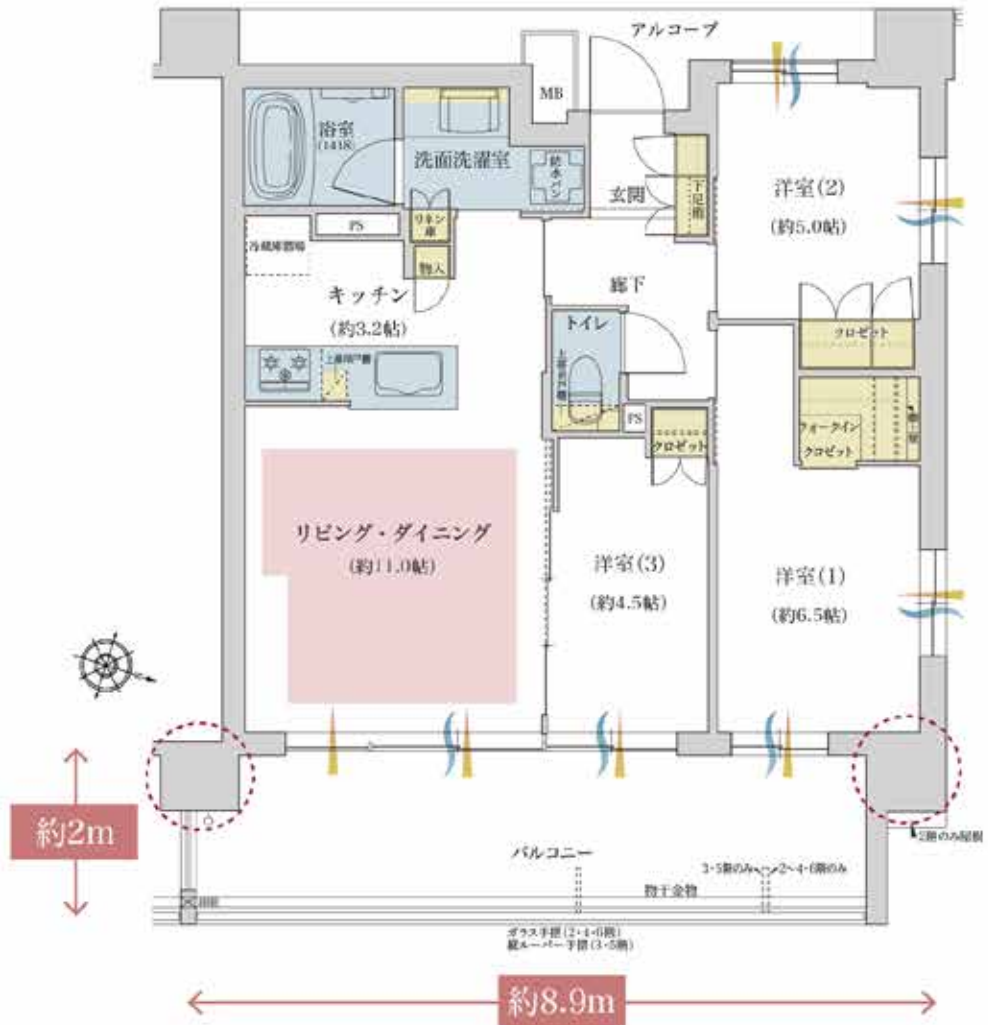 アルコーブ
MB
浴室
(1418)
洗面洗濯室
防水パン
玄関
下足箱
洋室(2)
(約5.0帖)
PS
リネン庫
冷蔵庫置場
物入
キッチン
(約3.2帖)
廊下
トイレ
クロゼット
PS
クロゼット
ウォークイン
クロゼット
リビング・ダイニング
(約11.0帖)
洋室(3)
(約4.5帖)
洋室(1)
(約6.5帖)
約2m
2階のみ屋根
バルコニー
3・5階のみ
2・4・6階のみ
物干金物
ガラス手摺(2・4・6階)
縦ルーバー手摺(3・5階)
約8.9m